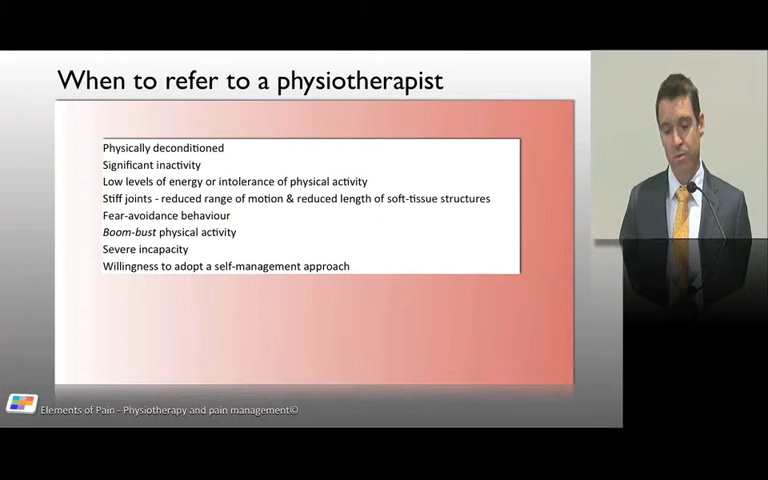 When to refer to a physiotherapist
Physically deconditioned
Significant inactivity
Low levels of energy or intolerance of physical activity
Stiff joints - reduced range of motion & reduced length of soft-tissue structures
Fear-avoidance behaviour
Boom-bust physical activity
Severe incapacity
Willingness to adopt a self-management approach
Elements of Pain - Physiotherapy and pain management©